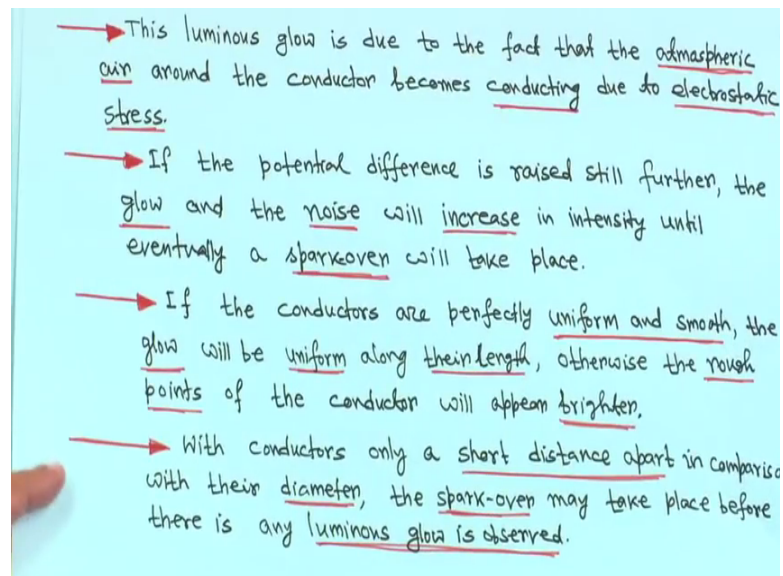 This luminous glow is due to the fact that the admaspheric
air around the conductor becomes conducting due to electrostatic
stress.
If the potential difference is raised still further, the
glow and the noise will increase in intensity until
eventually a sparkover will take place.
If the conductors are perfectly uniform and smooth, the
glow will be uniform along their length, otherwise the rough
points of the conductor will appear brighter.
With conductors only a short distance apart in compariso
with their diameter, the spark-over may take place before
there is any luminous glow is observed.